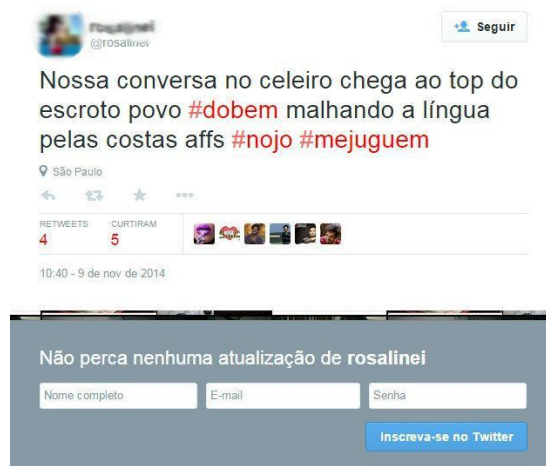 Seguir
Nossa conversa no celeiro chega ao top do
escroto povo #dobem malhando a língua
pelas costas affs #nojo #mejuguem
São Paulo
RETWEETS CURTIRAM
4 5
10:40 - 9 de nov de 2014
Não perca nenhuma atualização de rosalinei
Nome completo E-mail Senha
Inscreva-se no Twitter